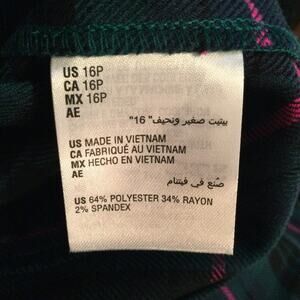 US 16P
CA 16P
MX 16P
AE
بيتيت صغير ونحيف" 16"
US MADE IN VIETNAM
CA FABRIQUÉ AU VIETNAM
MX HECHO EN VIETNAM
AE
صنع في فيتنام
US 64% POLYESTER 34% RAYON
2% SPANDEX